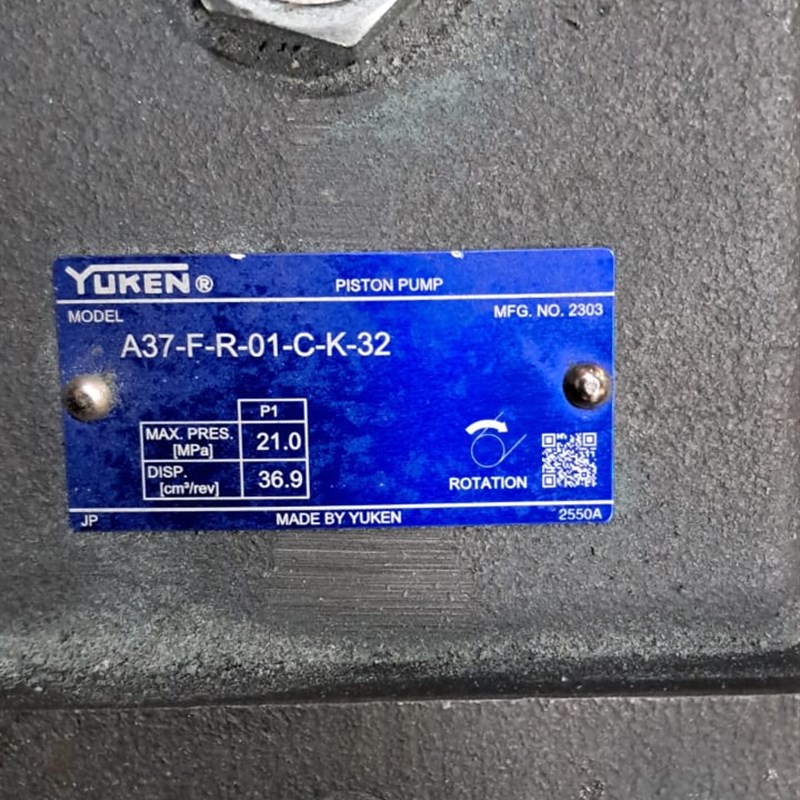 YUKEN® PISTON PUMP
MODEL MFG. NO. 2303
A37-F-R-01-C-K-32
P1
MAX. PRES. [MPa] 21.0
DISP. [cm³/rev] 36.9
ROTATION
JP MADE BY YUKEN 2550A